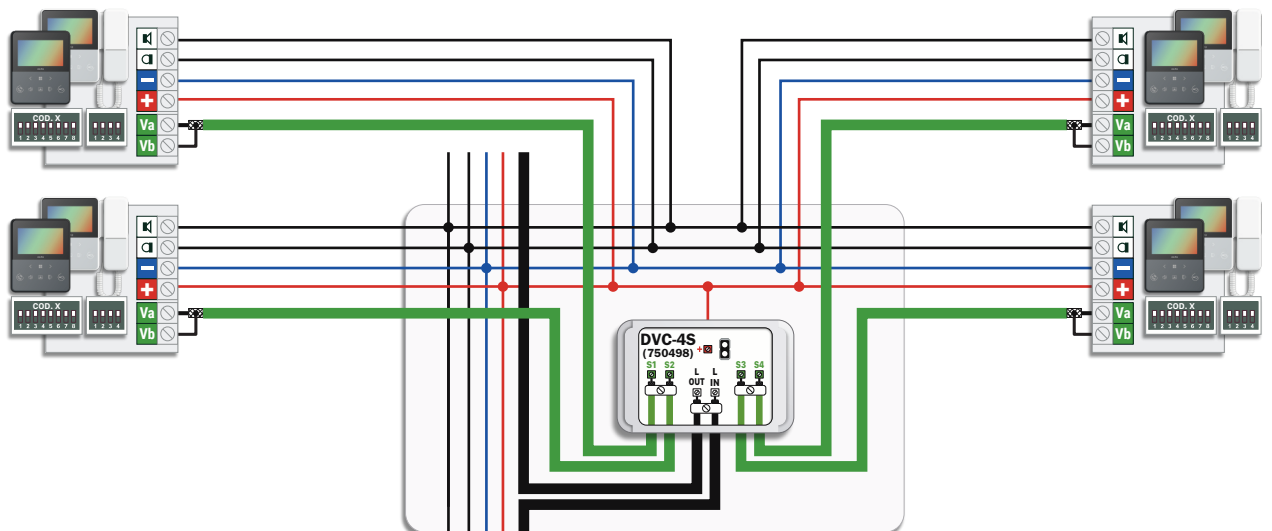 COD. X
1 2 3 4 5 6 7 8
1 2 3 4
−
+
Va
Vb
COD. X
1 2 3 4 5 6 7 8
1 2 3 4
−
+
Va
Vb
COD. X
1 2 3 4 5 6 7 8
1 2 3 4
−
+
Va
Vb
COD. X
1 2 3 4 5 6 7 8
1 2 3 4
−
+
Va
Vb
DVC-4S
(750498) +
S1 S2
L OUT
L IN
S3 S4